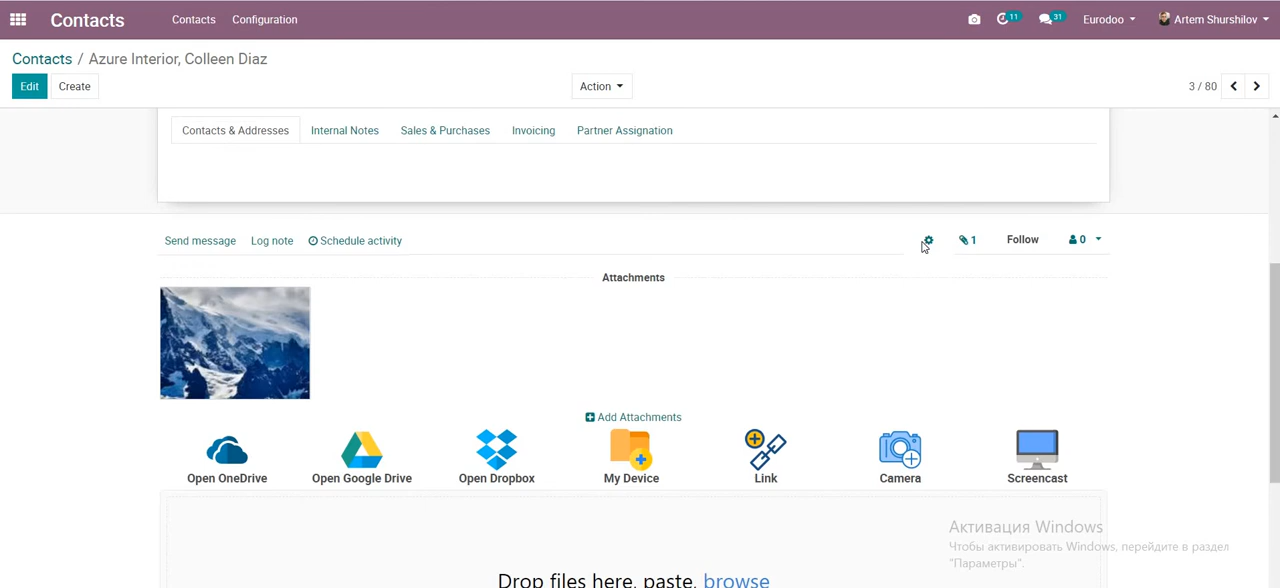 Contacts Contacts Configuration 11 31 Eurodoo Artem Shurshilov
Contacts / Azure Interior, Colleen Diaz
Edit Create Action 3 / 80
Contacts & Addresses Internal Notes Sales & Purchases Invoicing Partner Assignation
Send message Log note Schedule activity 1 Follow 0
Attachments
Add Attachments
Open OneDrive Open Google Drive Open Dropbox My Device Link Camera Screencast
Активация Windows
Чтобы активировать Windows, перейдите в раздел
"Параметры".
Drop files here, paste, browse